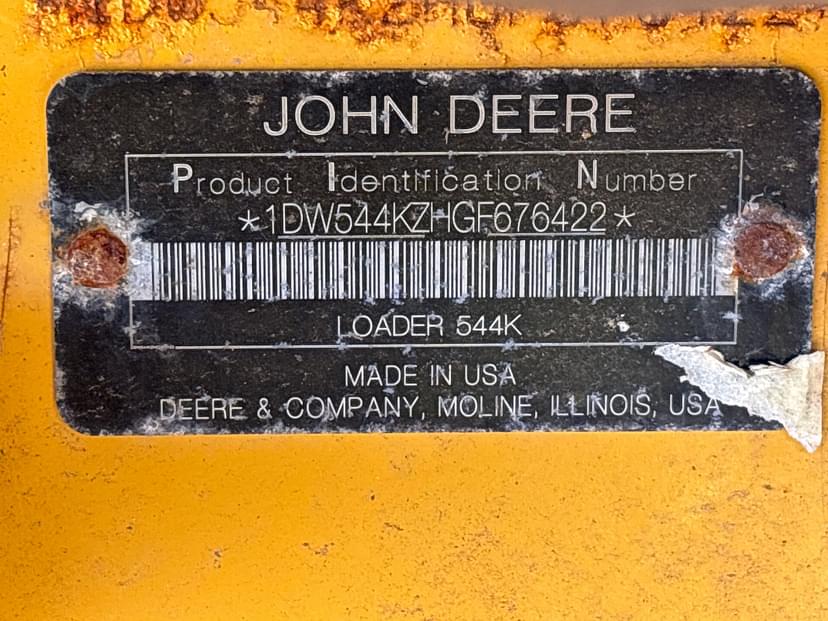 JOHN DEERE
Product Identification Number
*1DW544KZHGF676422*
LOADER 544K
MADE IN USA
DEERE & COMPANY, MOLINE, ILLINOIS, USA